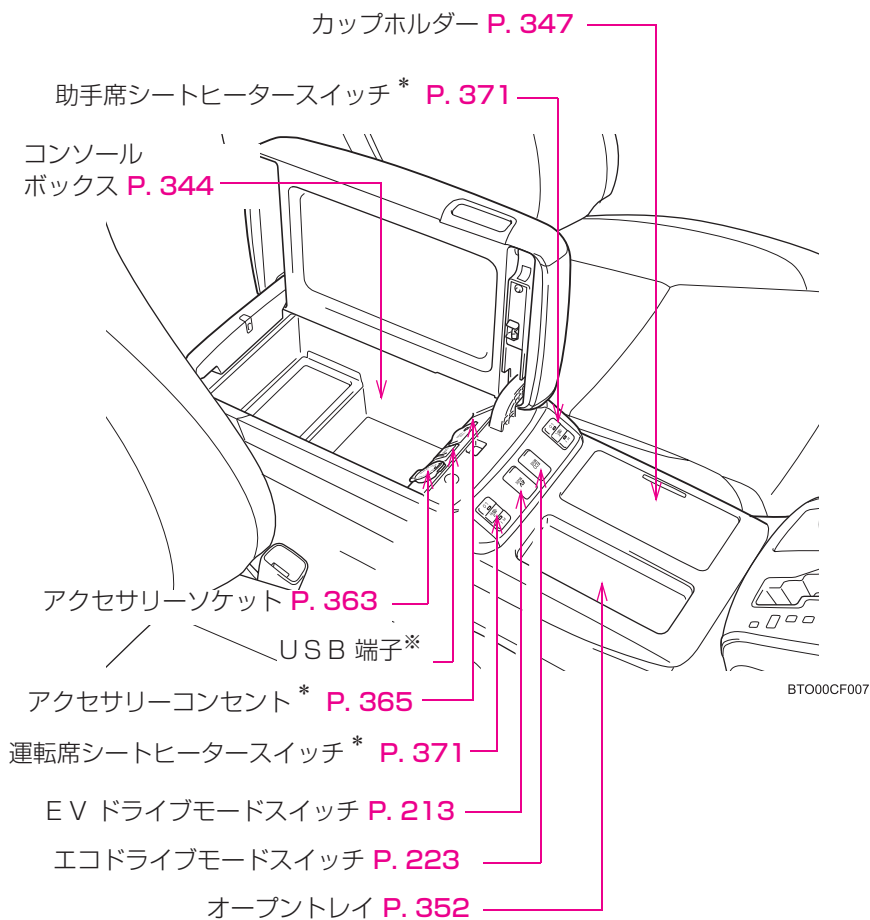 カップホルダー P. 347
助手席シートヒータースイッチ* P. 371
コンソール
ボックス P. 344
アクセサリーソケット P. 363
USB 端子※
BTO00CF007
アクセサリーコンセント* P. 365
運転席シートヒータースイッチ* P. 371
EV ドライブモードスイッチ P. 213
エコドライブモードスイッチ P. 223
オープントレイ P. 352